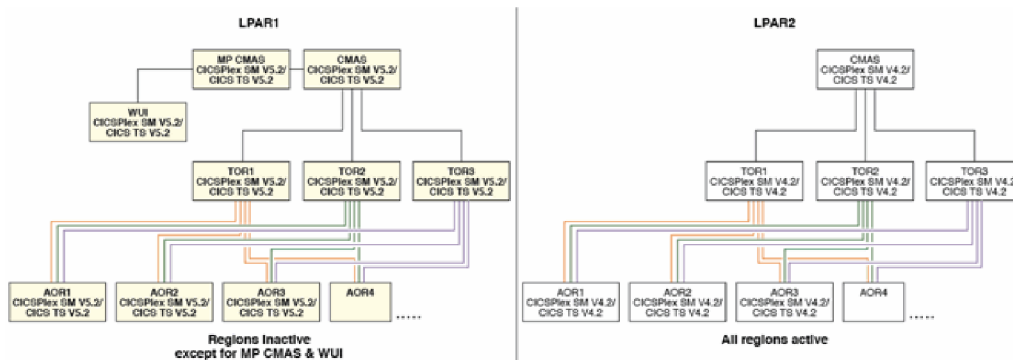 LPAR1
MP CMAS
CICSPlex SM V5.2/
CICS TS V5.2
CMAS
CICSPlex SM V5.2/
CICS TS V5.2
WUI
CICSPlex SM V5.2/
CICS TS V5.2
TOR1
CICSPlex SM V5.2/
CICS TS V5.2
TOR2
CICSPlex SM V5.2/
CICS TS V5.2
TOR3
CICSPlex SM V5.2/
CICS TS V5.2
AOR1
CICSPlex SM V5.2/
CICS TS V5.2
AOR2
CICSPlex SM V5.2/
CICS TS V5.2
AOR3
CICSPlex SM V5.2/
CICS TS V5.2
AOR4
.....
Regions Inactive
except for MP CMAS & WUI
LPAR2
CMAS
CICSPlex SM V4.2/
CICS TS V4.2
TOR1
CICSPlex SM V4.2/
CICS TS V4.2
TOR2
CICSPlex SM V4.2/
CICS TS V4.2
TOR3
CICSPlex SM V4.2/
CICS TS V4.2
AOR1
CICSPlex SM V4.2/
CICS TS V4.2
AOR2
CICSPlex SM V4.2/
CICS TS V4.2
AOR3
CICSPlex SM V4.2/
CICS TS V4.2
AOR4
.....
All regions active